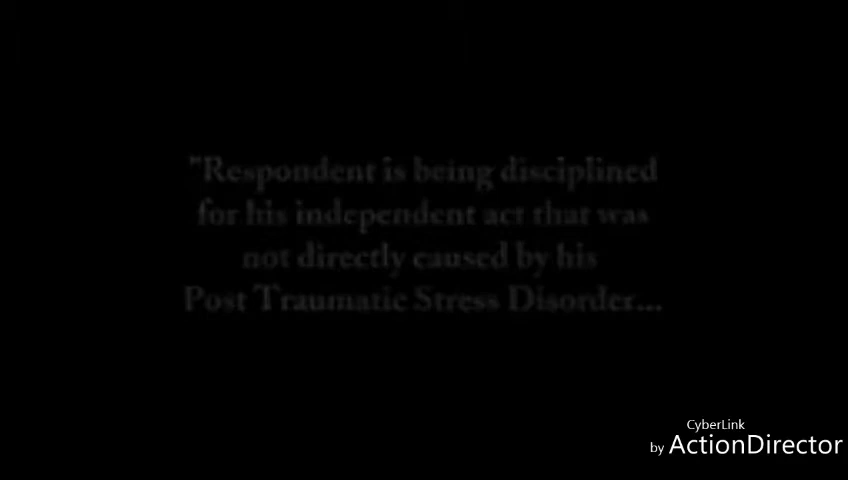 "Respondent is being disciplined
for his independent act that was
not directly caused by his
Post Traumatic Stress Disorder...
CyberLink
by ActionDirector